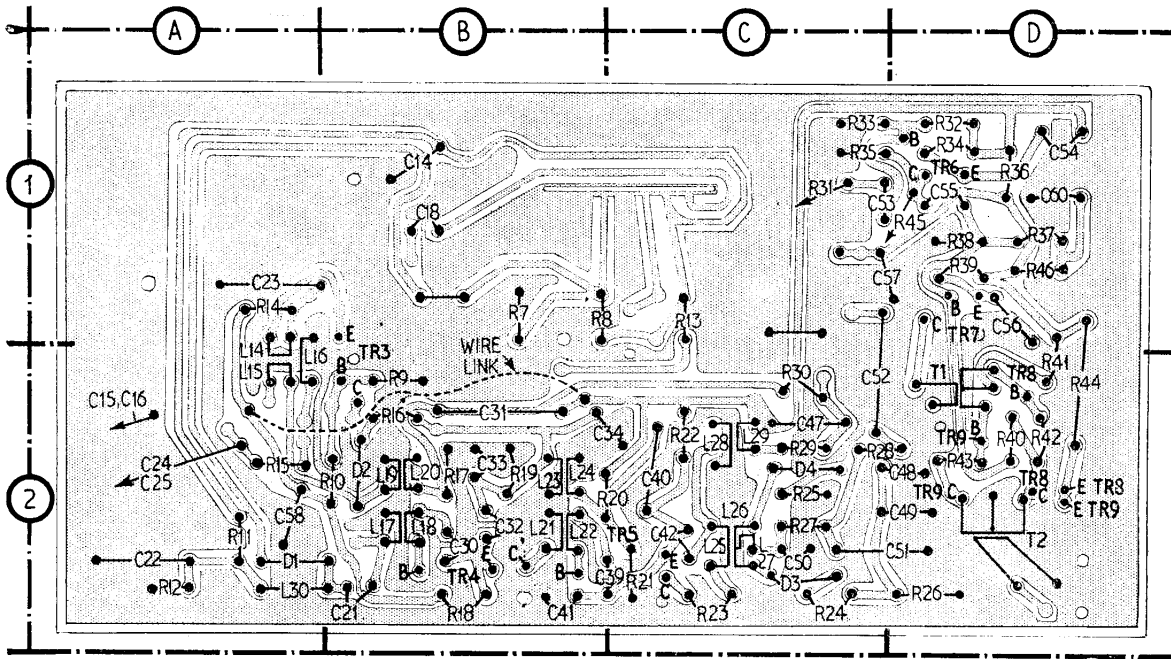 A B C D
1
R33 R32
B
C14 R35 R34 C54
C TR6 E
R31 C53 C55 R36 C60
C18 R45
R38 R37
C57 R39 R46
C23
R14 R7 R8 R13 B E
C TR7 C56
L14 L16 E
L15 TR3 WIRE LINK R41
B R9 R30 C52 T1 TR8 R44
C15,C16 C B
R16 C31 C34 R22 L28 L29 C47 B
C24 R28 TR9 R40 R42
C25 R15 D2 L19 L20 R17 C33 R19 L23 L24 C40 R29 D4 C48 R43 TR8
2
R10 R20 R25 TR9 C C E TR8
C58 L26 C49 E TR9
R11 L17 L18 C32 L21 L22 TR5 C42 L25 R27 T2
C30 E C
C22 D1 B TR4 B C39 R21 E L27 C50 C51
R12 L30 C D3
C21 R18 C41 R23 R24 R26